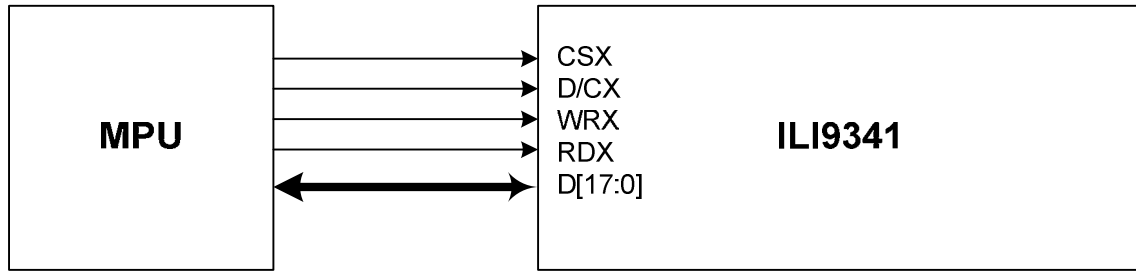 MPU
CSX
D/CX
WRX
RDX
D[17:0]
ILI9341